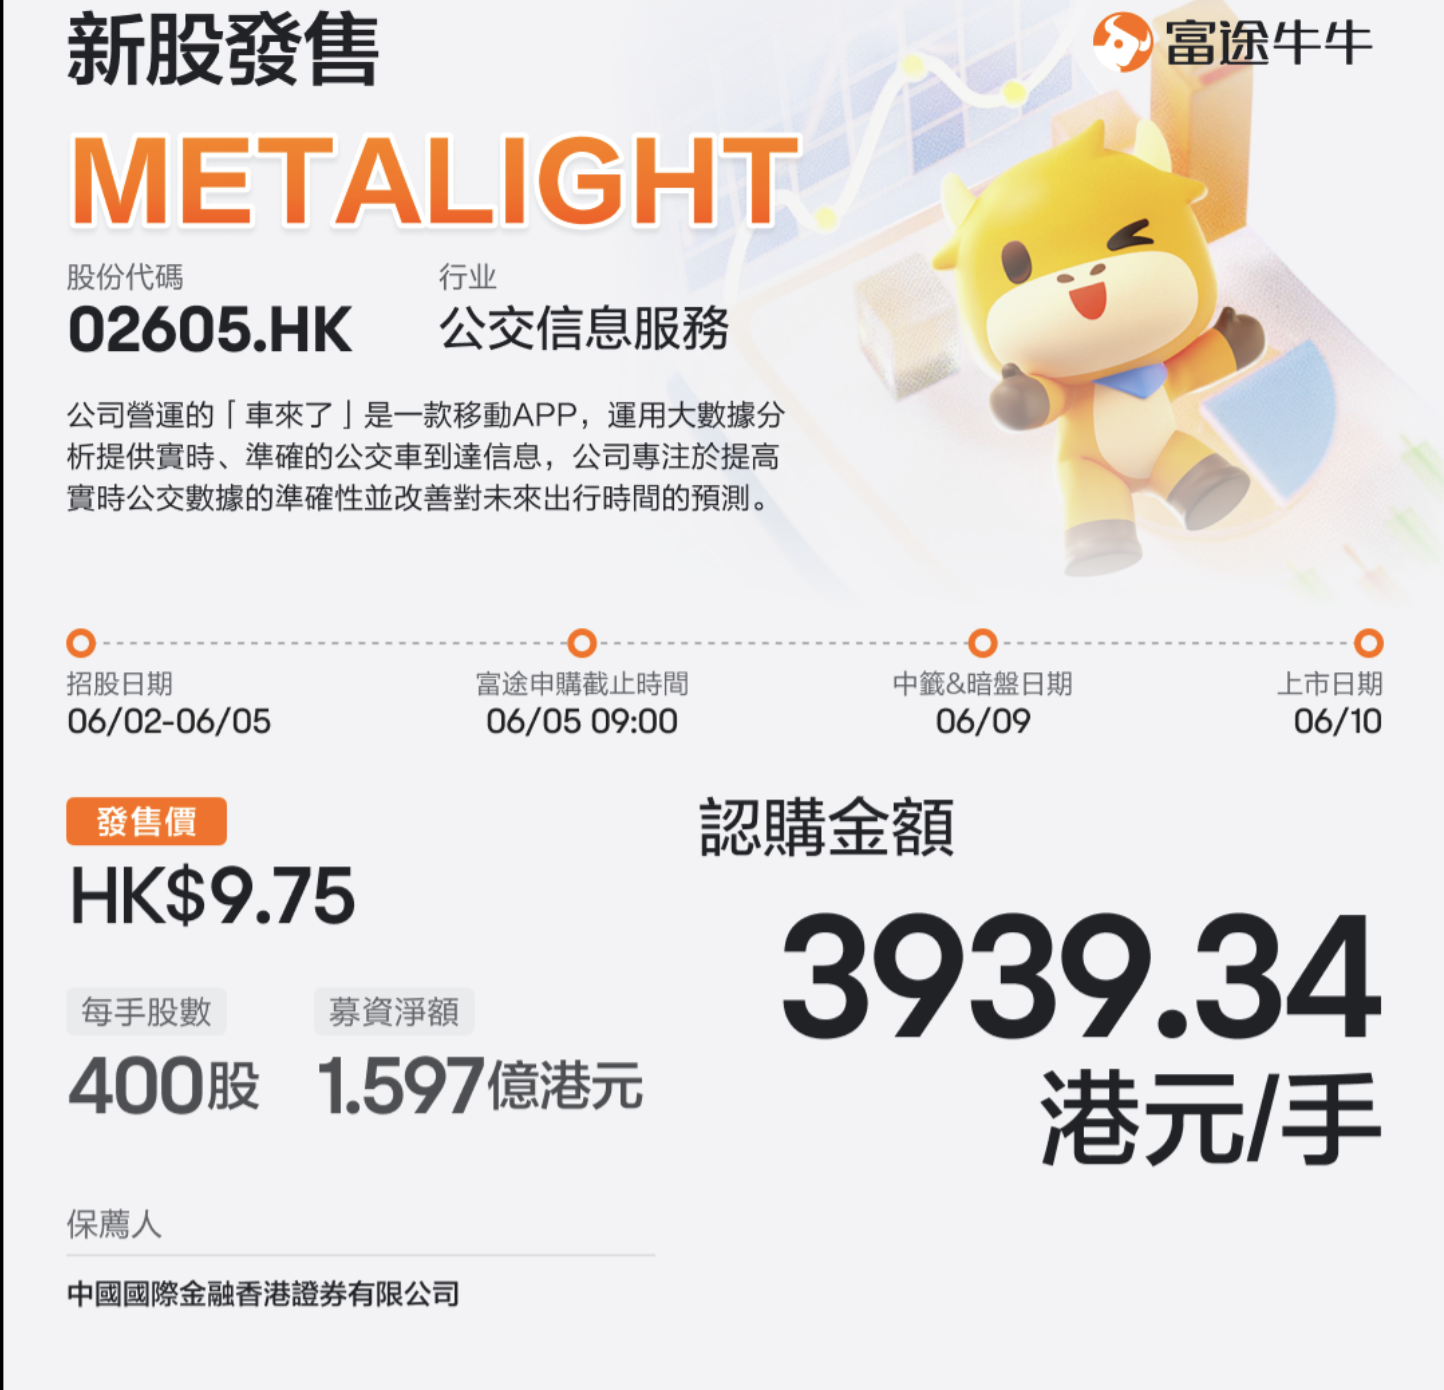 新股發售
富途牛牛
METALIGHT
股份代碼
02605.HK
行业
公交信息服務
公司營運的「車來了」是一款移動APP，運用大數據分
析提供實時、準確的公交車到達信息，公司專注於提高
實時公交數據的準確性並改善對未來出行時間的預測。
招股日期
06/02-06/05
富途申購截止時間
06/05 09:00
中籤&暗盤日期
06/09
上市日期
06/10
發售價
HK$9.75
認購金額
3939.34
港元/手
每手股數
400股
募資淨額
1.597億港元
保薦人
中國國際金融香港證券有限公司